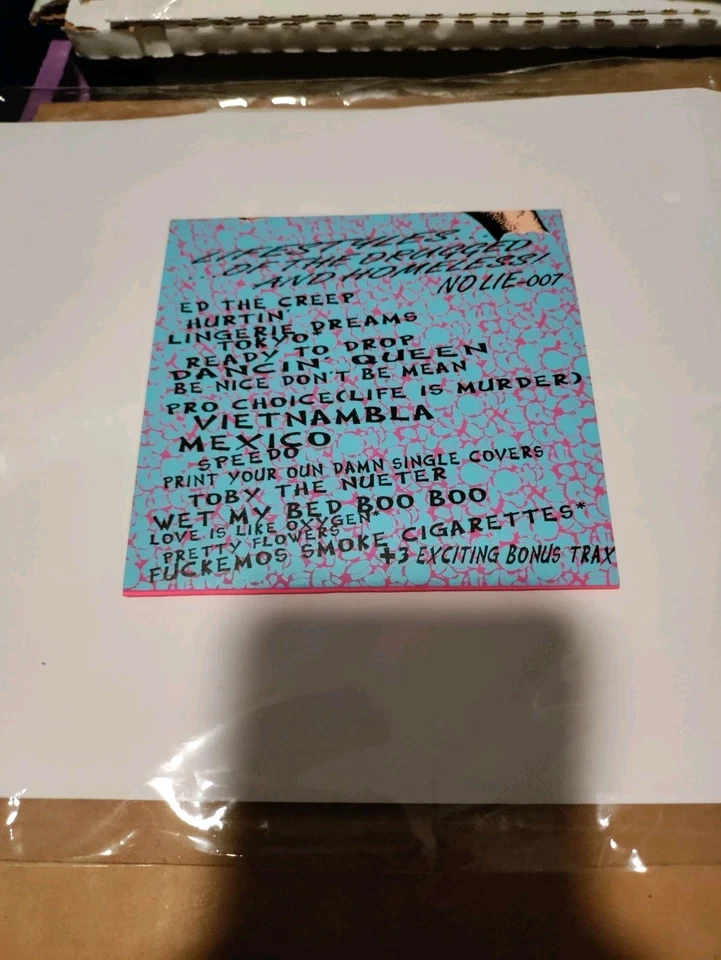 LIFESTYLES
OF THE DRUGGED
AND HOMELESS!
NO LIE-007
ED THE CREEP
HURTIN'
LINGERIE DREAMS
TOKYO*
READY TO DROP
DANCIN' QUEEN
BE NICE DON'T BE MEAN
PRO CHOICE(LIFE IS MURDER)
VIETNAMBLA
MEXICO
SPEEDO
PRINT YOUR OUN DAMN SINGLE COVERS
TOBY THE NUETER
WET MY BED BOO BOO
LOVE IS LIKE OXYGEN*
PRETTY FLOWERS
FUCKEMOS SMOKE CIGARETTES*
+3 EXCITING BONUS TRAX